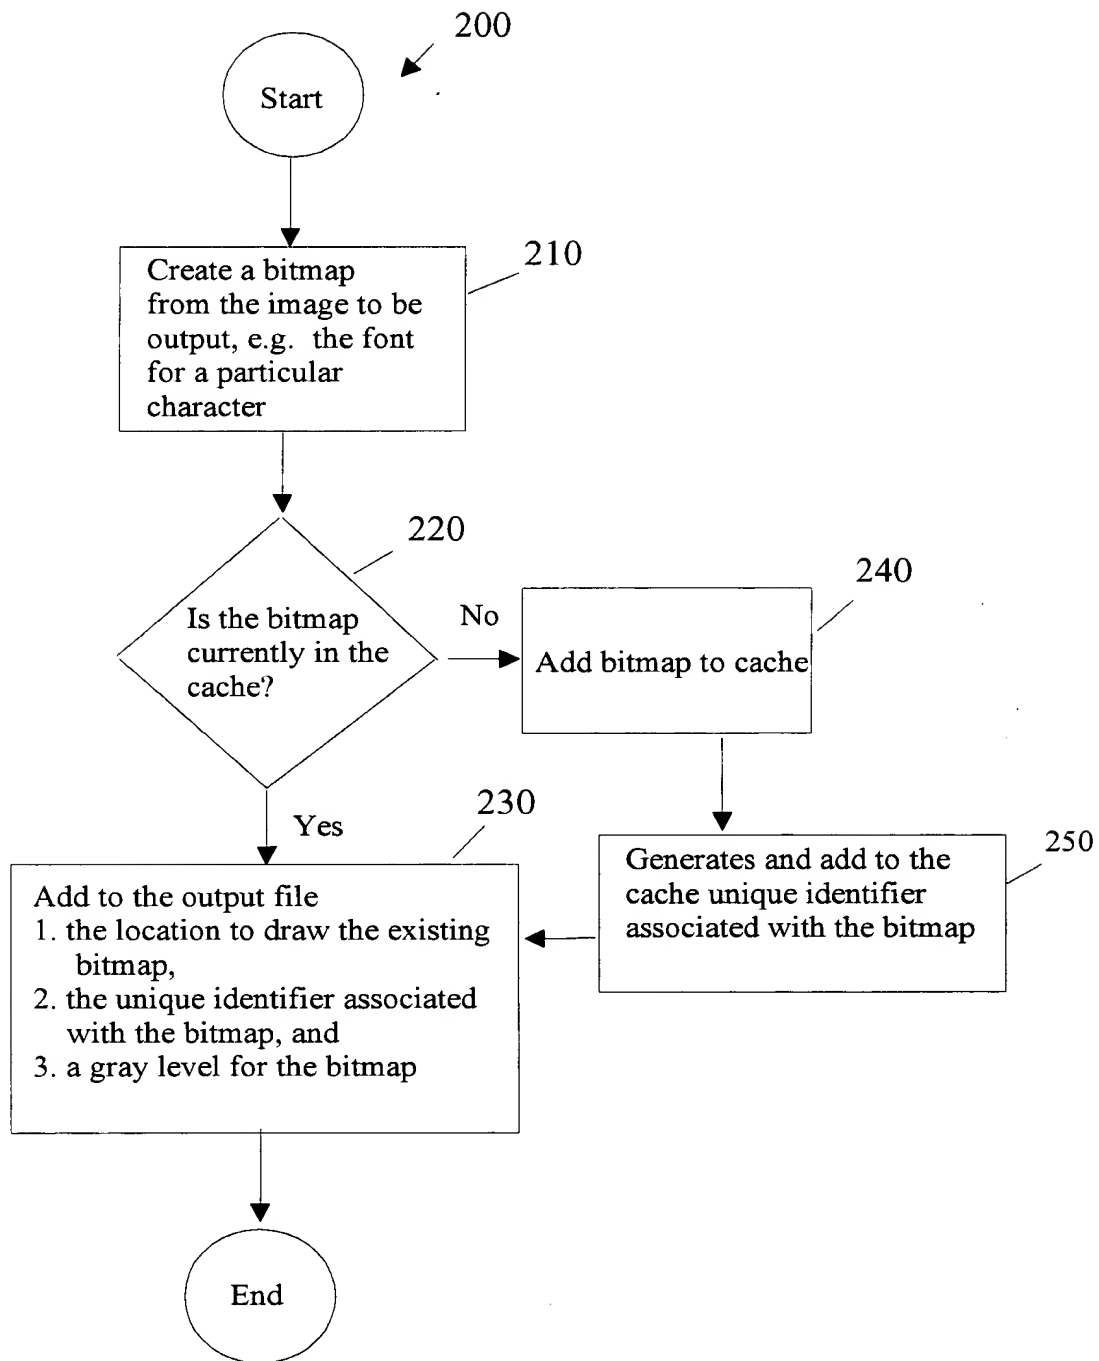 200
Start
210
Create a bitmap
from the image to be
output, e.g. the font
for a particular
character
220
Is the bitmap
currently in the
cache?
No
240
Add bitmap to cache
Yes
230
250
Generates and add to the
cache unique identifier
associated with the bitmap
Add to the output file
1. the location to draw the existing
bitmap,
2. the unique identifier associated
with the bitmap, and
3. a gray level for the bitmap
End